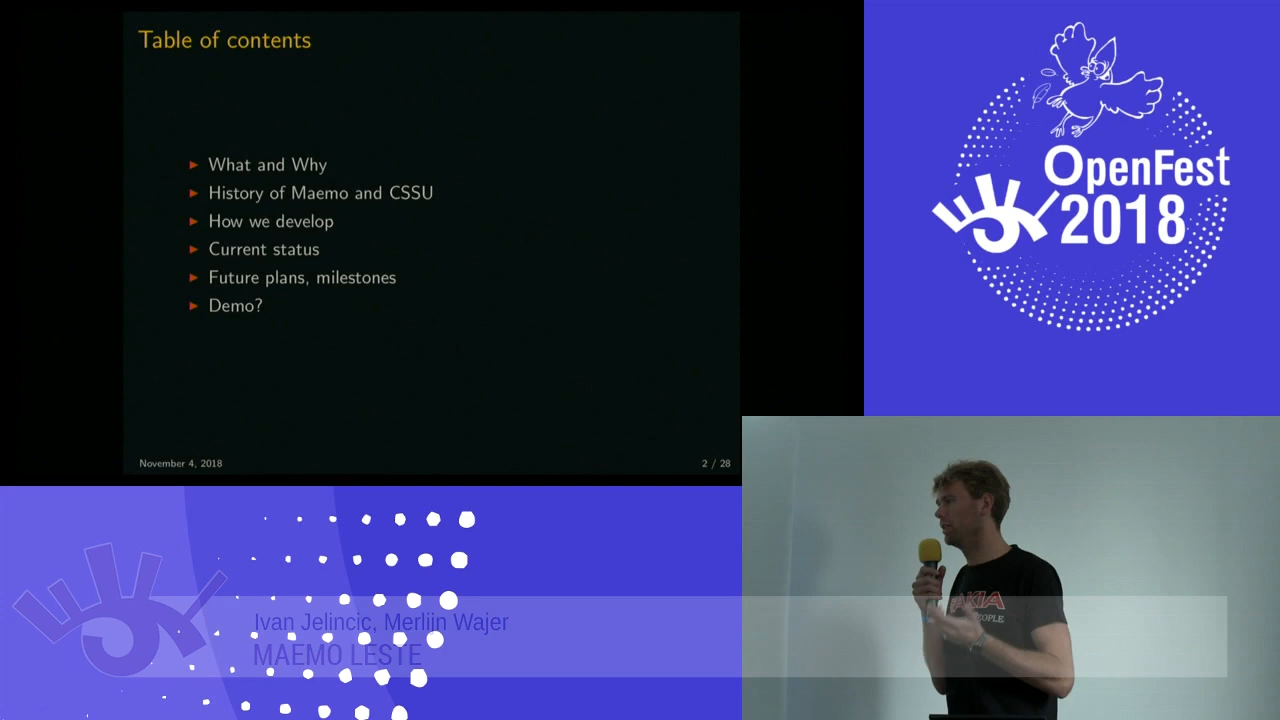 Table of contents
What and Why
History of Maemo and CSSU
How we develop
Current status
Future plans, milestones
Demo?
November 4, 2018
2 / 28
OpenFest
2018
Ivan Jelincic, Merlijn Wajer
MAEMO LESTE